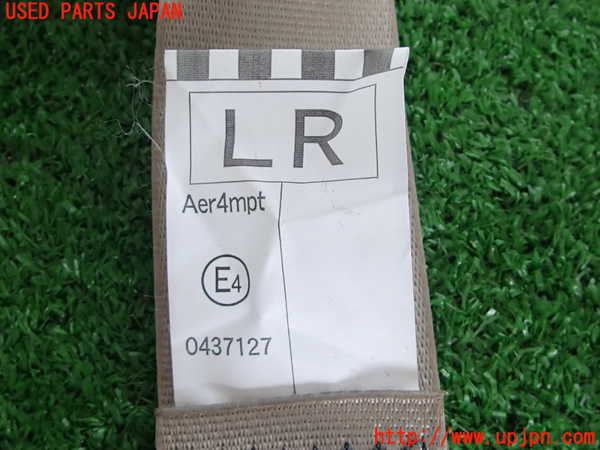 USED PARTS JAPAN
LR
Aer4mpt
E4
0437127
http://www.upjpn.com